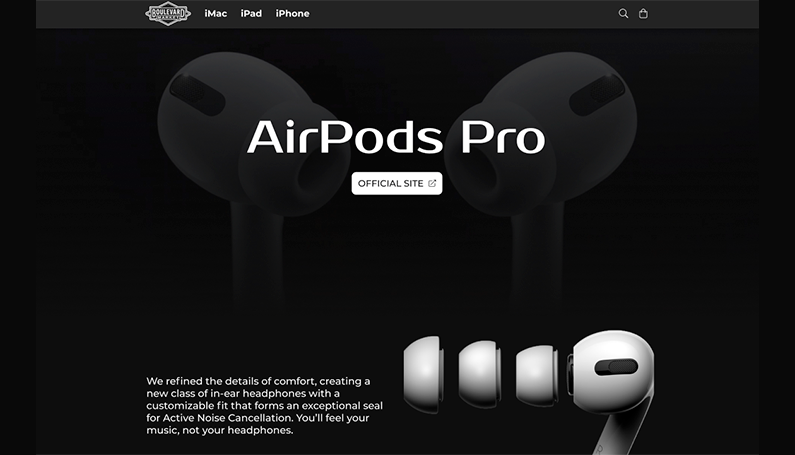 BOULEVARD
MARKET
iMac iPad iPhone
AirPods Pro
OFFICIAL SITE
We refined the details of comfort, creating a
new class of in-ear headphones with a
customizable fit that forms an exceptional seal
for Active Noise Cancellation. You’ll feel your
music, not your headphones.